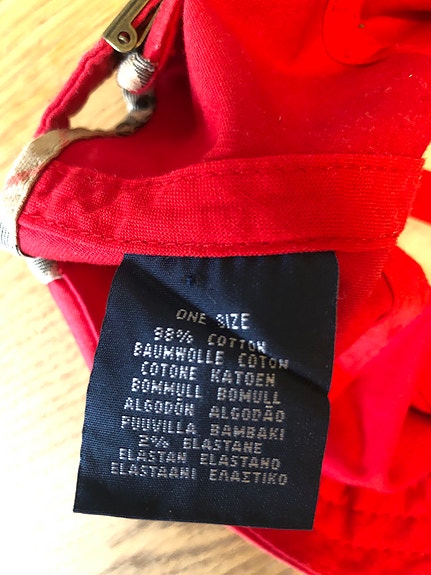 ONE SIZE
98% COTTON
BAUMWOLLE COTON
COTONE KATOEN
BOMMULL BOMULL
ALGODÓN ALGODÃO
PUUVILLA BAMBAKI
2% ELASTANE
ELASTAN ELASTANO
ELASTAANI ΕΛΑΣΤΙΚΟ